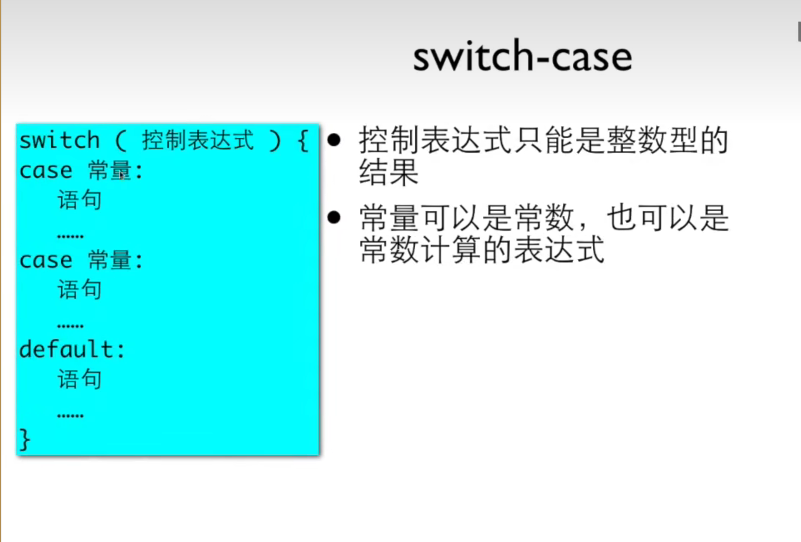 switch-case
switch ( 控制表达式 ) {
case 常量:
语句
……
case 常量:
语句
……
default:
语句
……
}
• 控制表达式只能是整数型的
结果
• 常量可以是常数，也可以是
常数计算的表达式